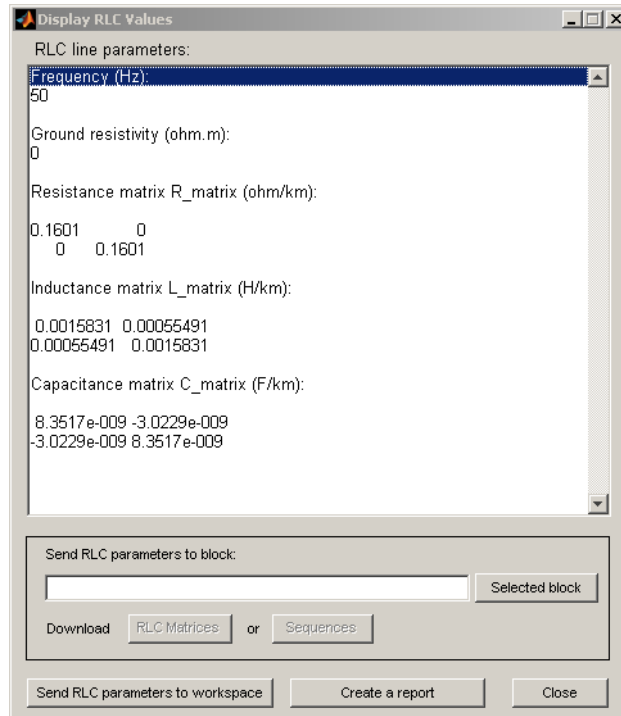 Display RLC Values
RLC line parameters:
Frequency (Hz):
50
Ground resistivity (ohm.m):
0
Resistance matrix R_matrix (ohm/km):
0.1601 0
0 0.1601
Inductance matrix L_matrix (H/km):
0.0015831 0.00055491
0.00055491 0.0015831
Capacitance matrix C_matrix (F/km):
8.3517e-009 -3.0229e-009
-3.0229e-009 8.3517e-009
Send RLC parameters to block:
Selected block
Download RLC Matrices or Sequences
Send RLC parameters to workspace Create a report Close